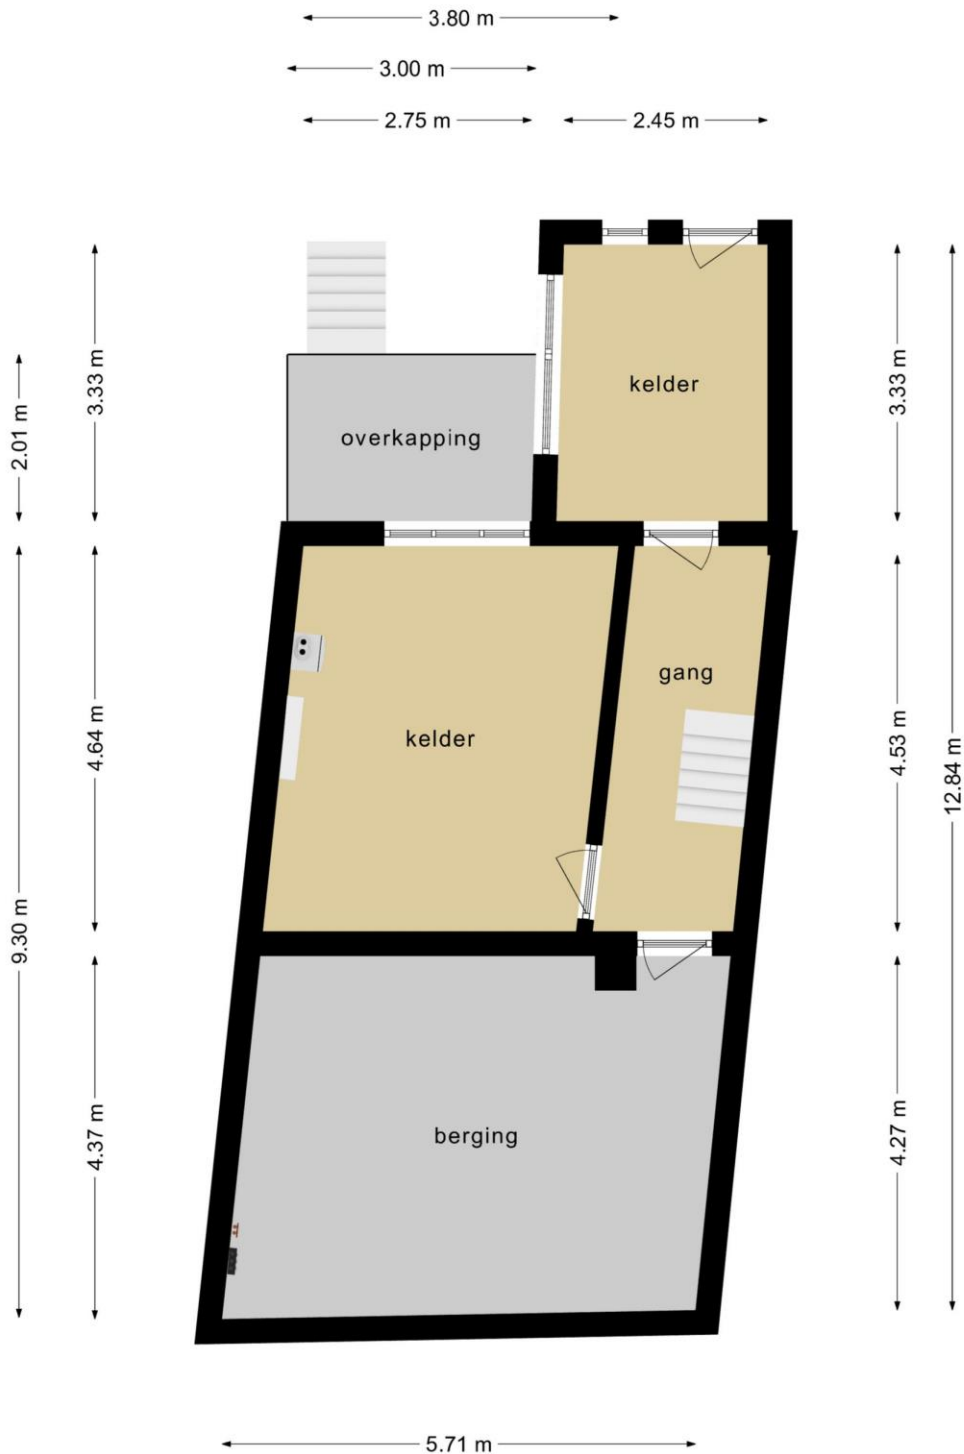 3.80 m
3.00 m
2.75 m
2.45 m
3.33 m
2.01 m
kelder
3.33 m
overkapping
gang
4.64 m
kelder
4.53 m
12.84 m
9.30 m
4.37 m
berging
4.27 m
5.71 m